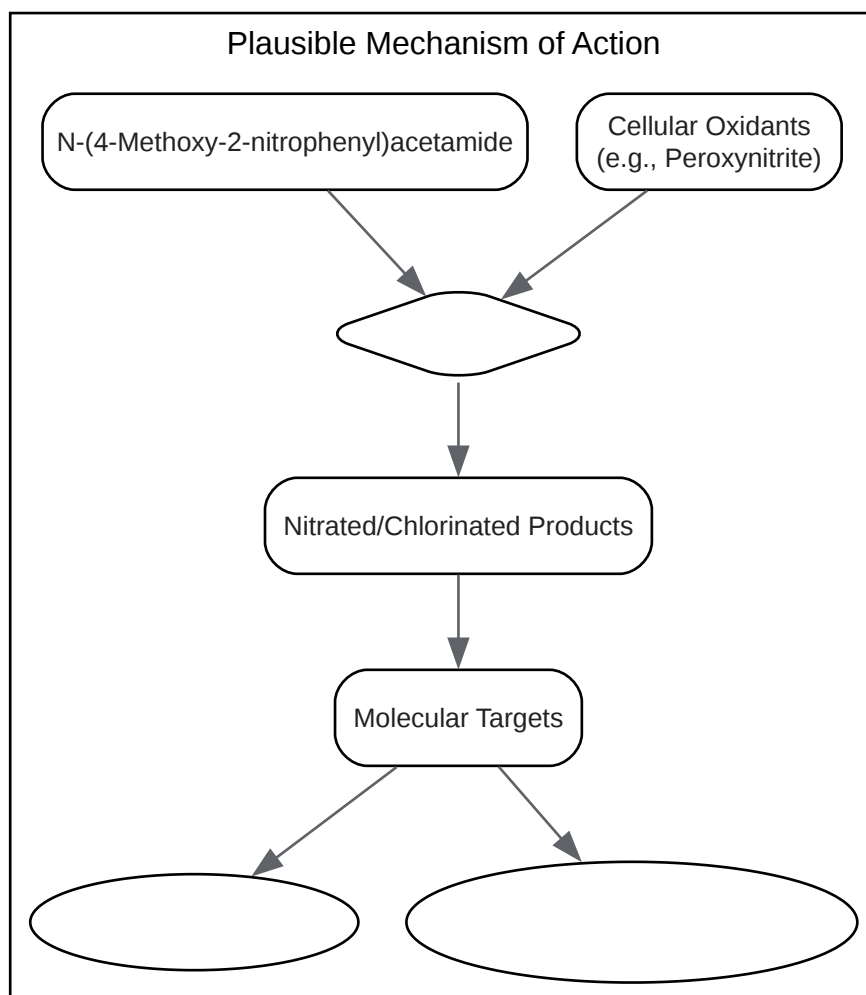 Plausible Mechanism of Action
N-(4-Methoxy-2-nitrophenyl)acetamide
Cellular Oxidants
(e.g., Peroxynitrite)
Nitrated/Chlorinated Products
Molecular Targets